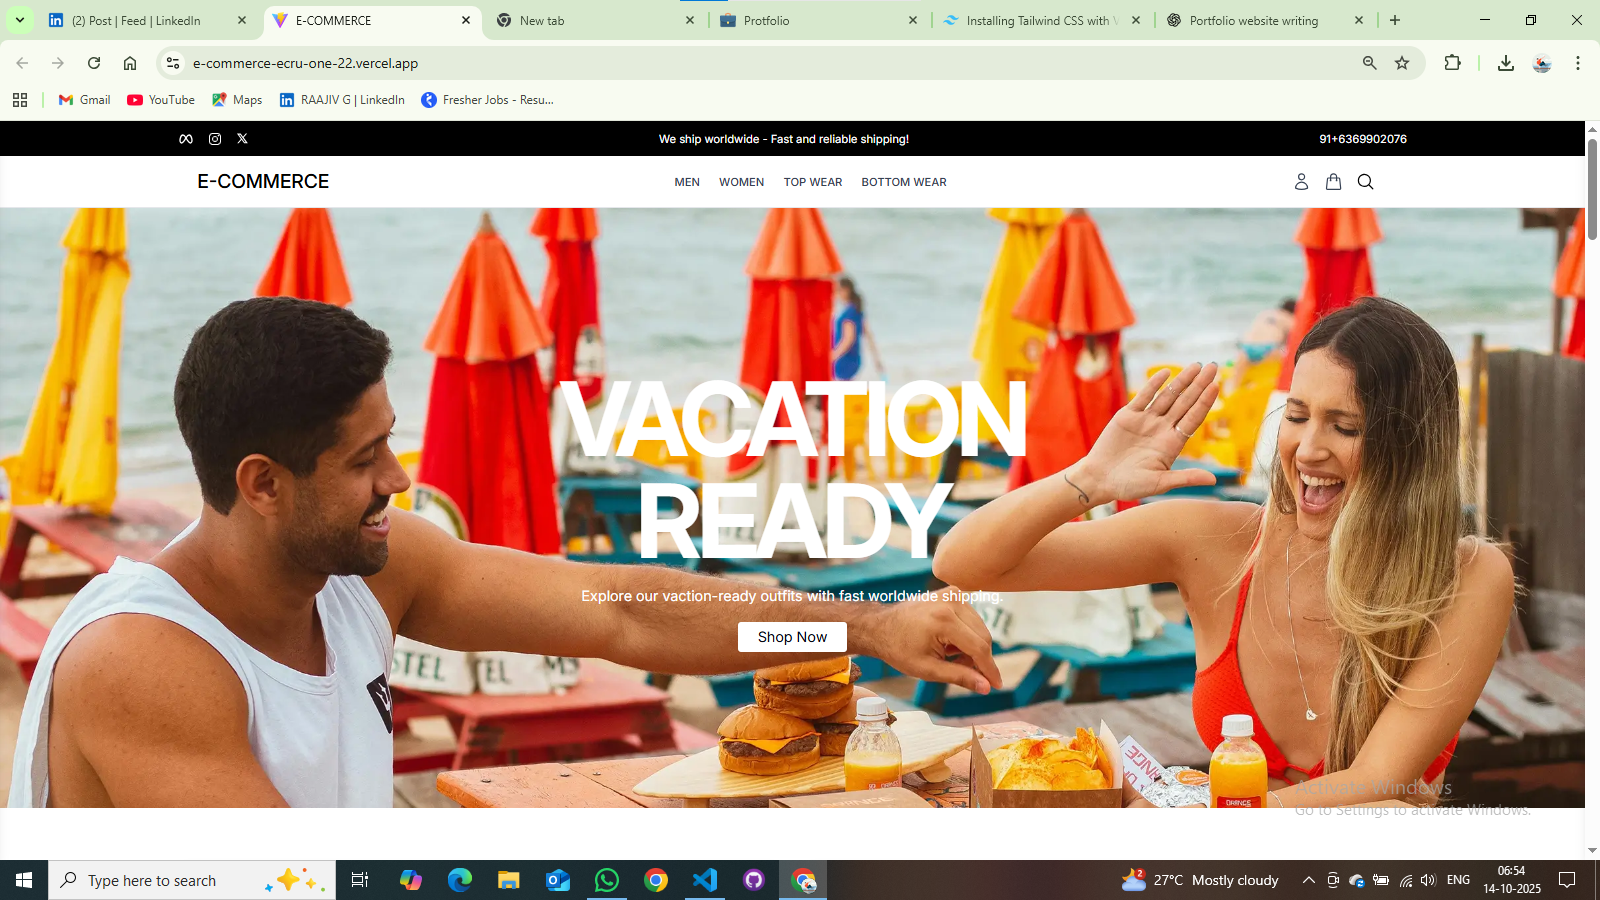 (2) Post | Feed | LinkedIn
E-COMMERCE
New tab
Protfolio
Installing Tailwind CSS with V
Portfolio website writing
e-commerce-ecru-one-22.vercel.app
Gmail
YouTube
Maps
RAAJIV G | LinkedIn
Fresher Jobs - Resu...
We ship worldwide - Fast and reliable shipping!
91+6369902076
E-COMMERCE
MEN
WOMEN
TOP WEAR
BOTTOM WEAR
VACATION
READY
Explore our vaction-ready outfits with fast worldwide shipping.
Shop Now
ORANGE
Activate Windows
Go to Settings to activate Windows.
Type here to search
2
27°C Mostly cloudy
ENG
06:54
14-10-2025